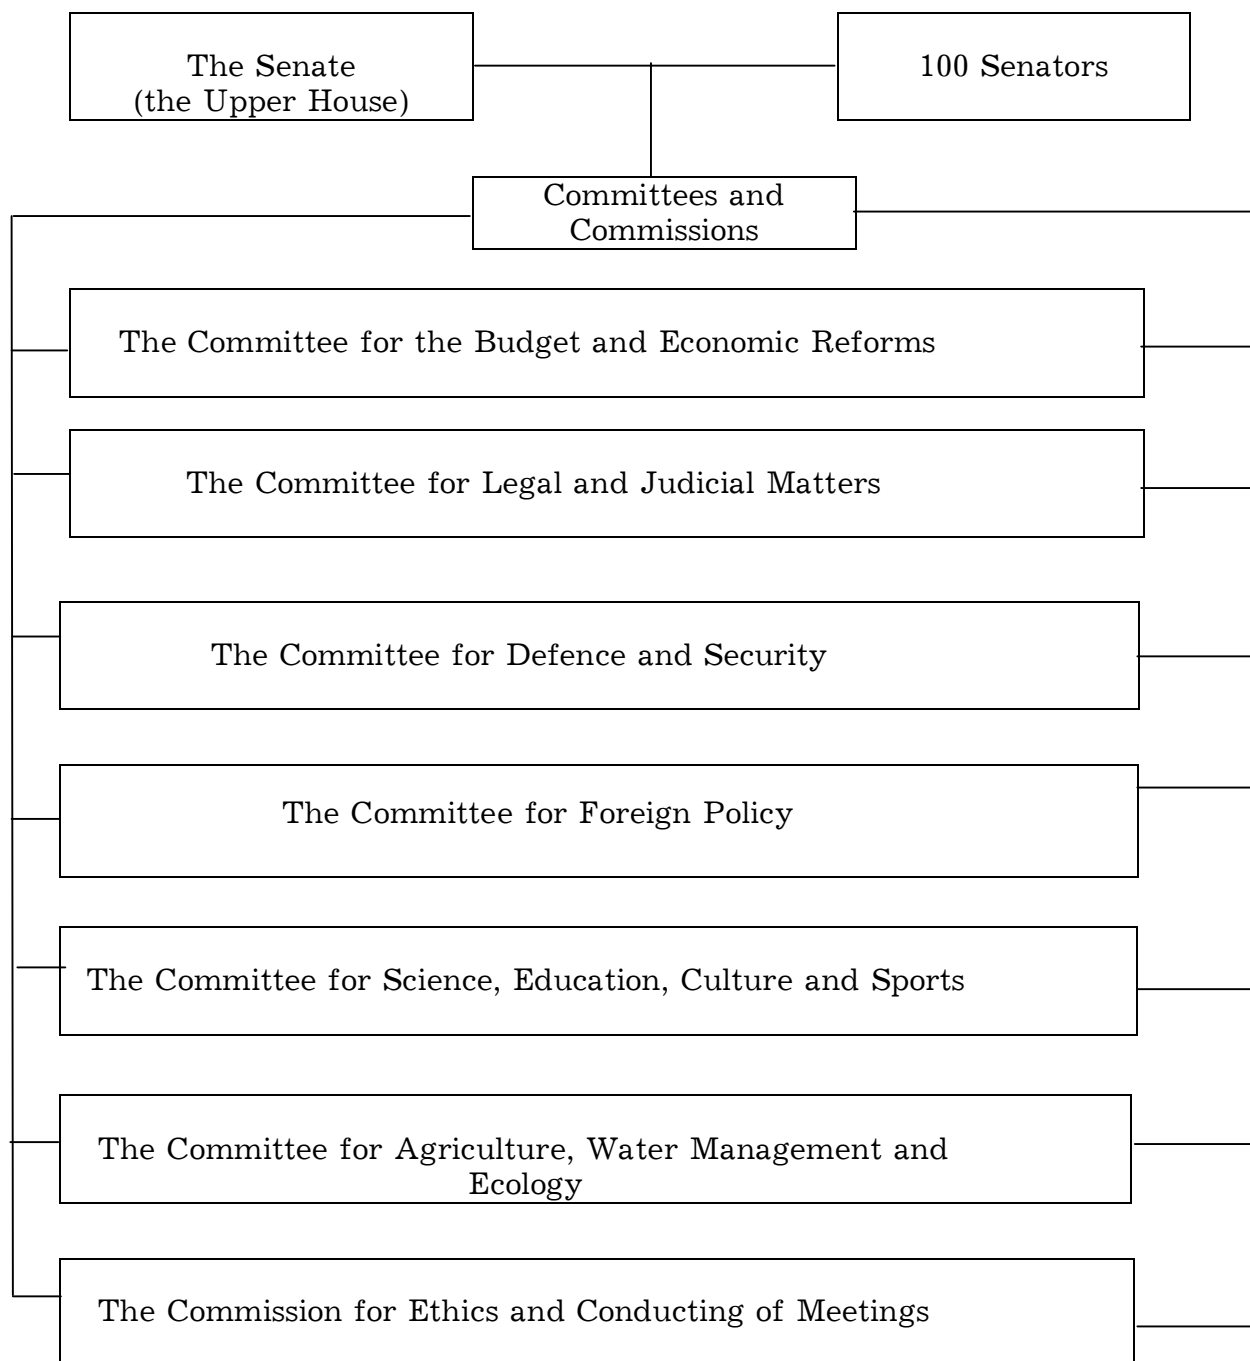 The Senate
(the Upper House)
100 Senators
Committees and
Commissions
The Committee for the Budget and Economic Reforms
The Committee for Legal and Judicial Matters
The Committee for Defence and Security
The Committee for Foreign Policy
The Committee for Science, Education, Culture and Sports
The Committee for Agriculture, Water Management and
Ecology
The Commission for Ethics and Conducting of Meetings